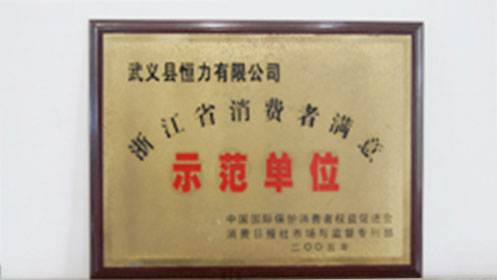 武义县恒力有限公司
浙江省消费者满意
示范单位
中国国际保护消费者权益促进会
消费日报社市场与监督专刊部
二〇〇五年